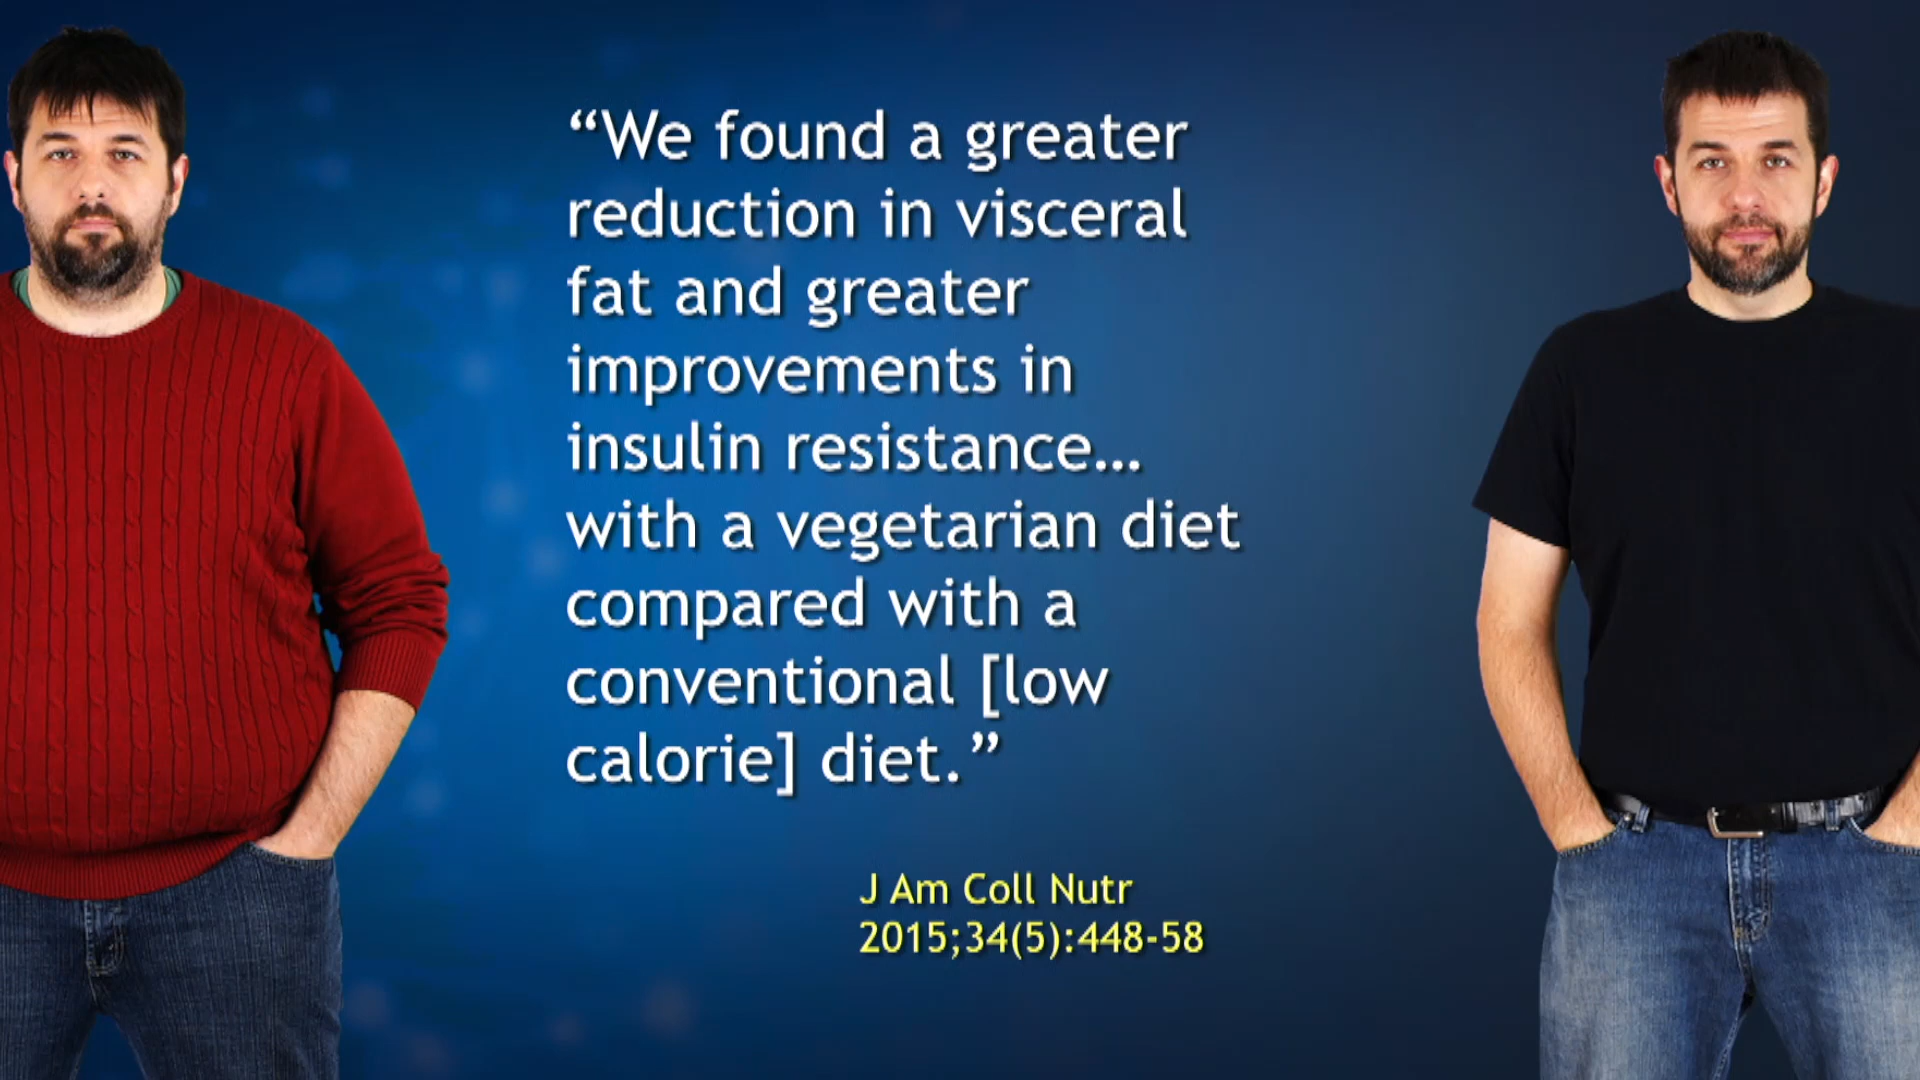 “We found a greater
reduction in visceral
fat and greater
improvements in
insulin resistance…
with a vegetarian diet
compared with a
conventional [low
calorie] diet.”
J Am Coll Nutr
2015;34(5):448-58